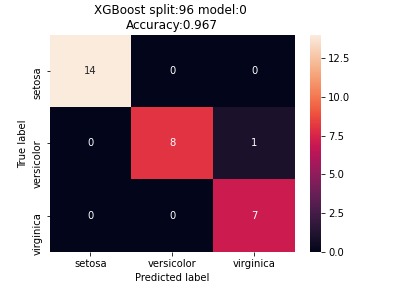 XGBoost split:96 model:0
Accuracy:0.967
True label
setosa
versicolor
virginica
14 0 0
0 8 1
0 0 7
setosa versicolor virginica
Predicted label
12.5
10.0
7.5
5.0
2.5
0.0